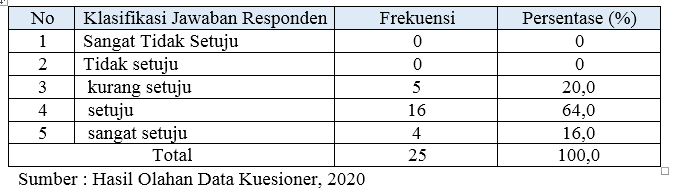 No Klasifikasi Jawaban Responden Frekuensi Persentase (%)
1 Sangat Tidak Setuju 0 0
2 Tidak setuju 0 0
3 kurang setuju 5 20,0
4 setuju 16 64,0
5 sangat setuju 4 16,0
Total 25 100,0
Sumber : Hasil Olahan Data Kuesioner, 2020